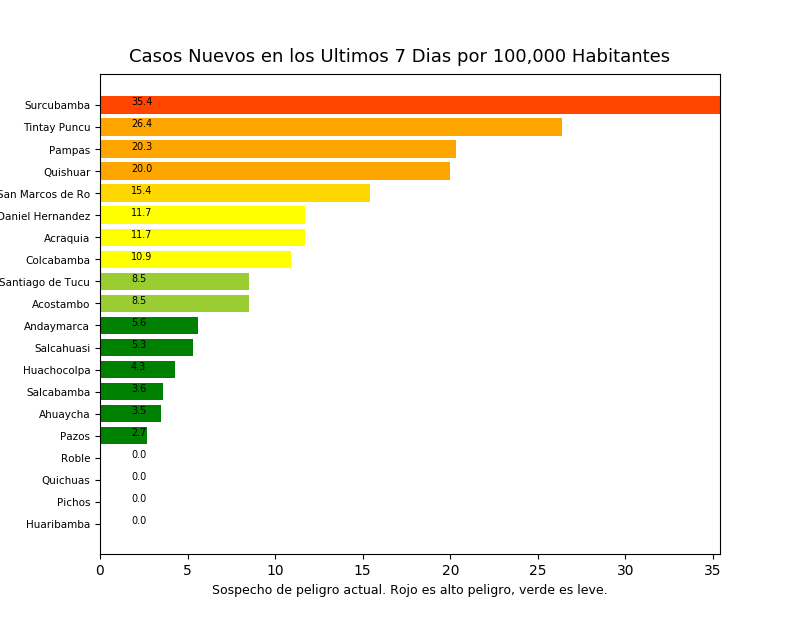 Casos Nuevos en los Ultimos 7 Dias por 100,000 Habitantes
Surcubamba 35.4
Tintay Puncu 26.4
Pampas 20.3
Quishuar 20.0
San Marcos de Ro 15.4
Daniel Hernandez 11.7
Acraquia 11.7
Colcabamba 10.9
Santiago de Tucu 8.5
Acostambo 8.5
Andaymarca 5.6
Salcahuasi 5.3
Huachocolpa 4.3
Salcabamba 3.6
Ahuaycha 3.5
Pazos 2.7
Roble 0.0
Quichuas 0.0
Pichos 0.0
Huaribamba 0.0
0 5 10 15 20 25 30 35
Sospecho de peligro actual. Rojo es alto peligro, verde es leve.